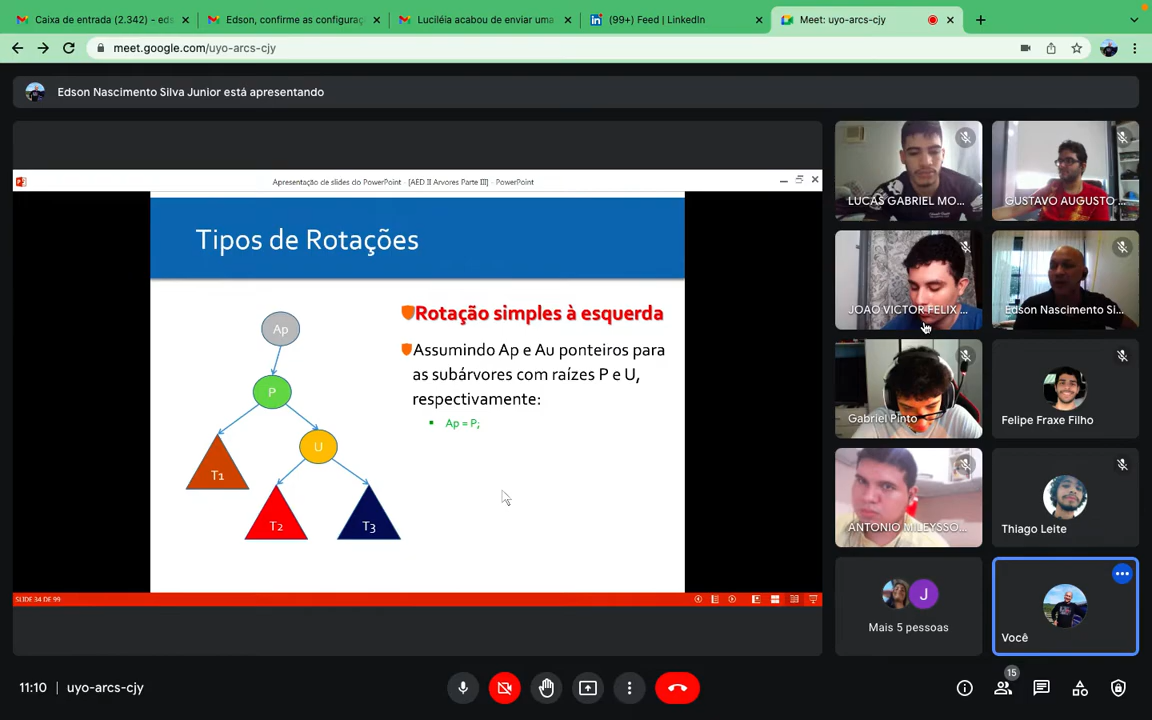 Caixa de entrada (2.342) - eds
Edson, confirme as configuraç
Luciléia acabou de enviar uma
(99+) Feed | LinkedIn
Meet: uyo-arcs-cjy
meet.google.com/uyo-arcs-cjy
Edson Nascimento Silva Junior está apresentando
Apresentação de slides do PowerPoint - [AED II Arvores Parte III] - PowerPoint
Tipos de Rotações
Ap
P
U
T1
T2
T3
Rotação simples à esquerda
Assumindo Ap e Au ponteiros para
as subárvores com raízes P e U,
respectivamente:
Ap = P;
SLIDE 34 DE 99
LUCAS GABRIEL MO...
GUSTAVO AUGUSTO ...
JOAO VICTOR FELIX ...
Edson Nascimento Si...
Gabriel Pinto
Felipe Fraxe Filho
ANTONIO MILEYSSO...
Thiago Leite
J
Mais 5 pessoas
Você
11:10 | uyo-arcs-cjy
15